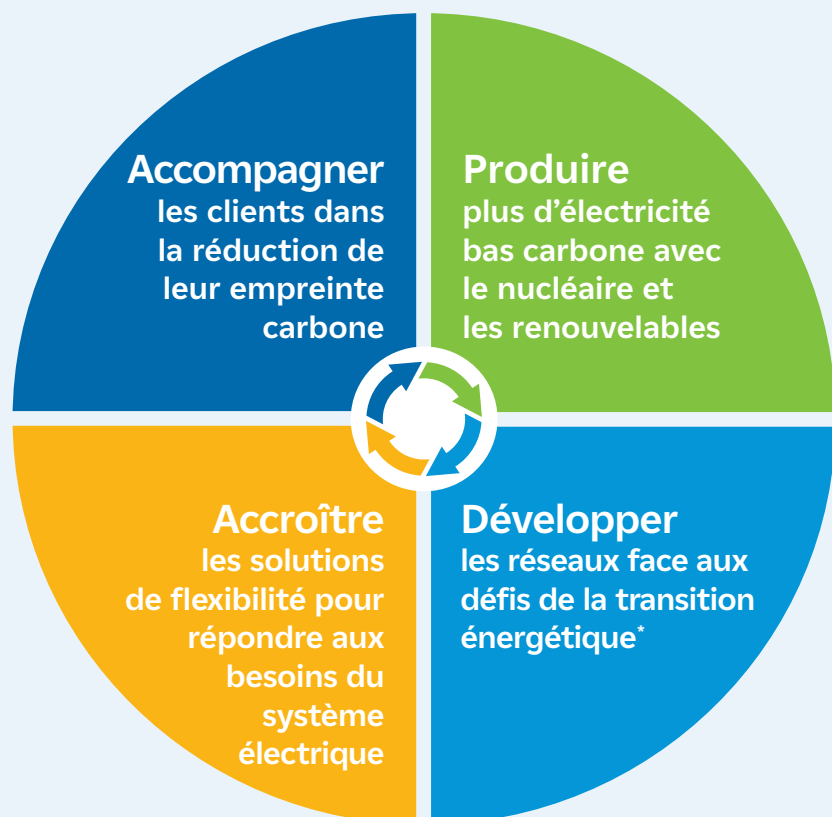 Accompagner
les clients dans
la réduction de
leur empreinte
carbone
Produire
plus d’électricité
bas carbone avec
le nucléaire et
les renouvelables
Accroître
les solutions
de flexibilité pour
répondre aux
besoins du
système
électrique
Développer
les réseaux face aux
défis de la transition
énergétique*